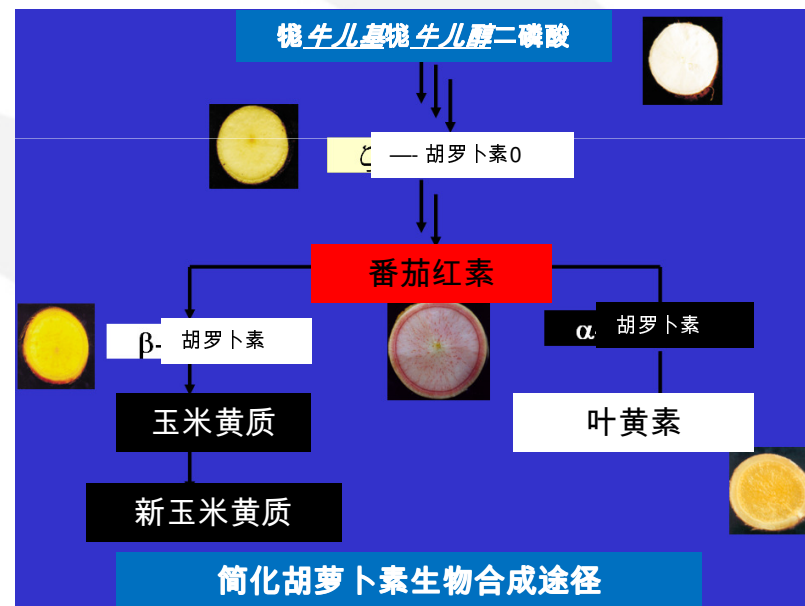 牻牛儿基牻牛儿醇二磷酸
ζ — 胡罗卜素0
番茄红素
β- 胡罗卜素
α- 胡罗卜素
玉米黄质
叶黄素
新玉米黄质
简化胡萝卜素生物合成途径